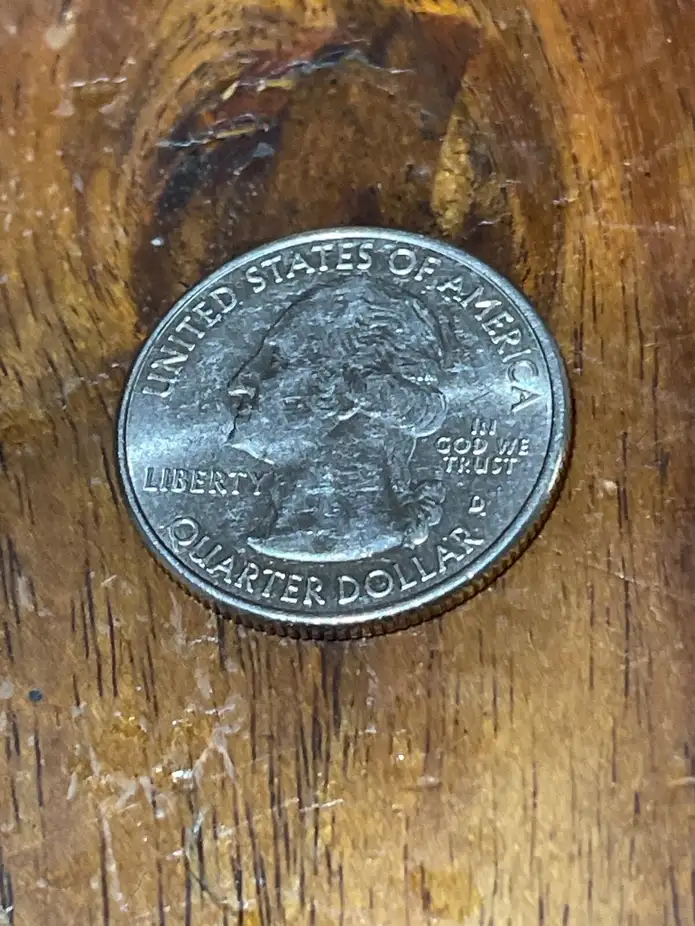 UNITED STATES OF AMERICA
LIBERTY
IN
GOD WE
TRUST
D
QUARTER DOLLAR